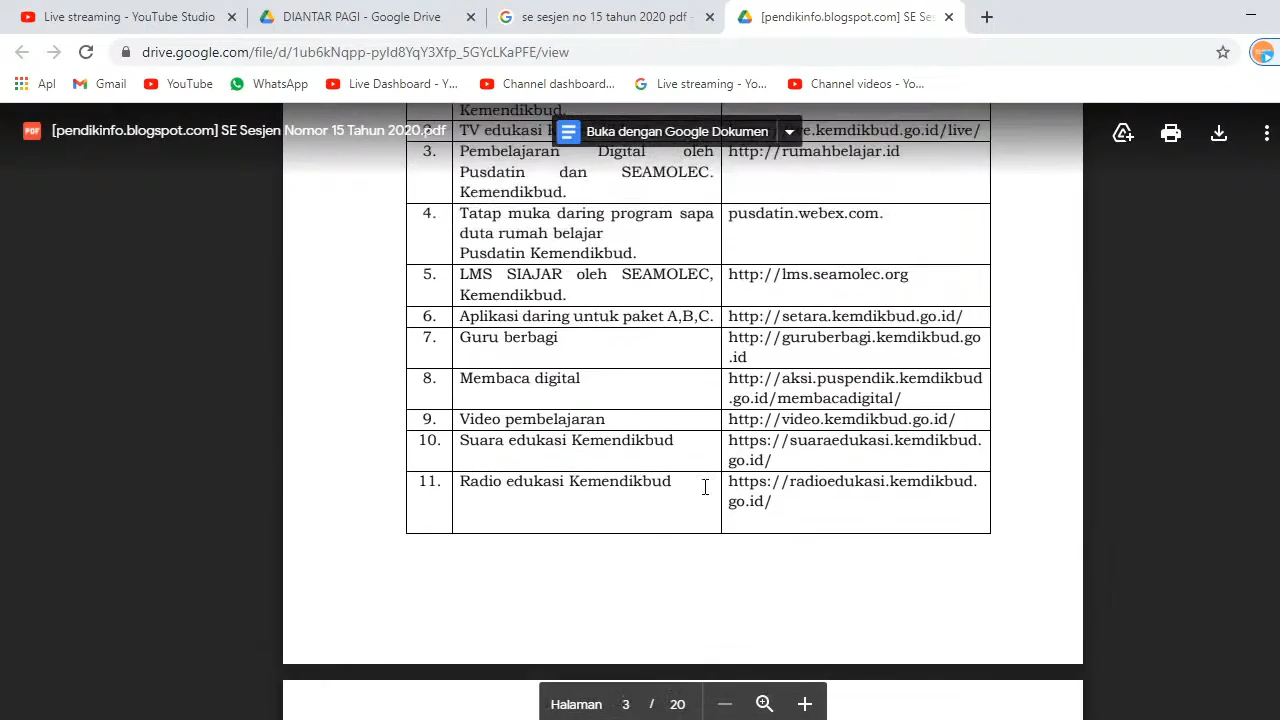 Live streaming - YouTube Studio
DIANTAR PAGI - Google Drive
se sesjen no 15 tahun 2020 pdf -
[pendikinfo.blogspot.com] SE Ses
drive.google.com/file/d/1ub6kNqpp-pyld8YqY3Xfp_5GYcLKaPFE/view
Apl
Gmail
YouTube
WhatsApp
Live Dashboard - Y...
Channel dashboard...
Live streaming - Yo...
Channel videos - Yo...
Kemendikbud.
PDF
[pendikinfo.blogspot.com] SE Sesjen Nomor 15 Tahun 2020.pdf
Buka dengan Google Dokumen
TV edukasi
.kemdikbud.go.id/live/
3. Pembelajaran Digital oleh http://rumahbelajar.id
Pusdatin dan SEAMOLEC.
Kemendikbud.
4. Tatap muka daring program sapa pusdatin.webex.com.
duta rumah belajar
Pusdatin Kemendikbud.
5. LMS SIAJAR oleh SEAMOLEC, http://lms.seamolec.org
Kemendikbud.
6. Aplikasi daring untuk paket A,B,C. http://setara.kemdikbud.go.id/
7. Guru berbagi http://guruberbagi.kemdikbud.go
.id
8. Membaca digital http://aksi.puspendik.kemdikbud
.go.id/membacadigital/
9. Video pembelajaran http://video.kemdikbud.go.id/
10. Suara edukasi Kemendikbud https://suaraedukasi.kemdikbud.
go.id/
11. Radio edukasi Kemendikbud https://radioedukasi.kemdikbud.
go.id/
Halaman 3 / 20